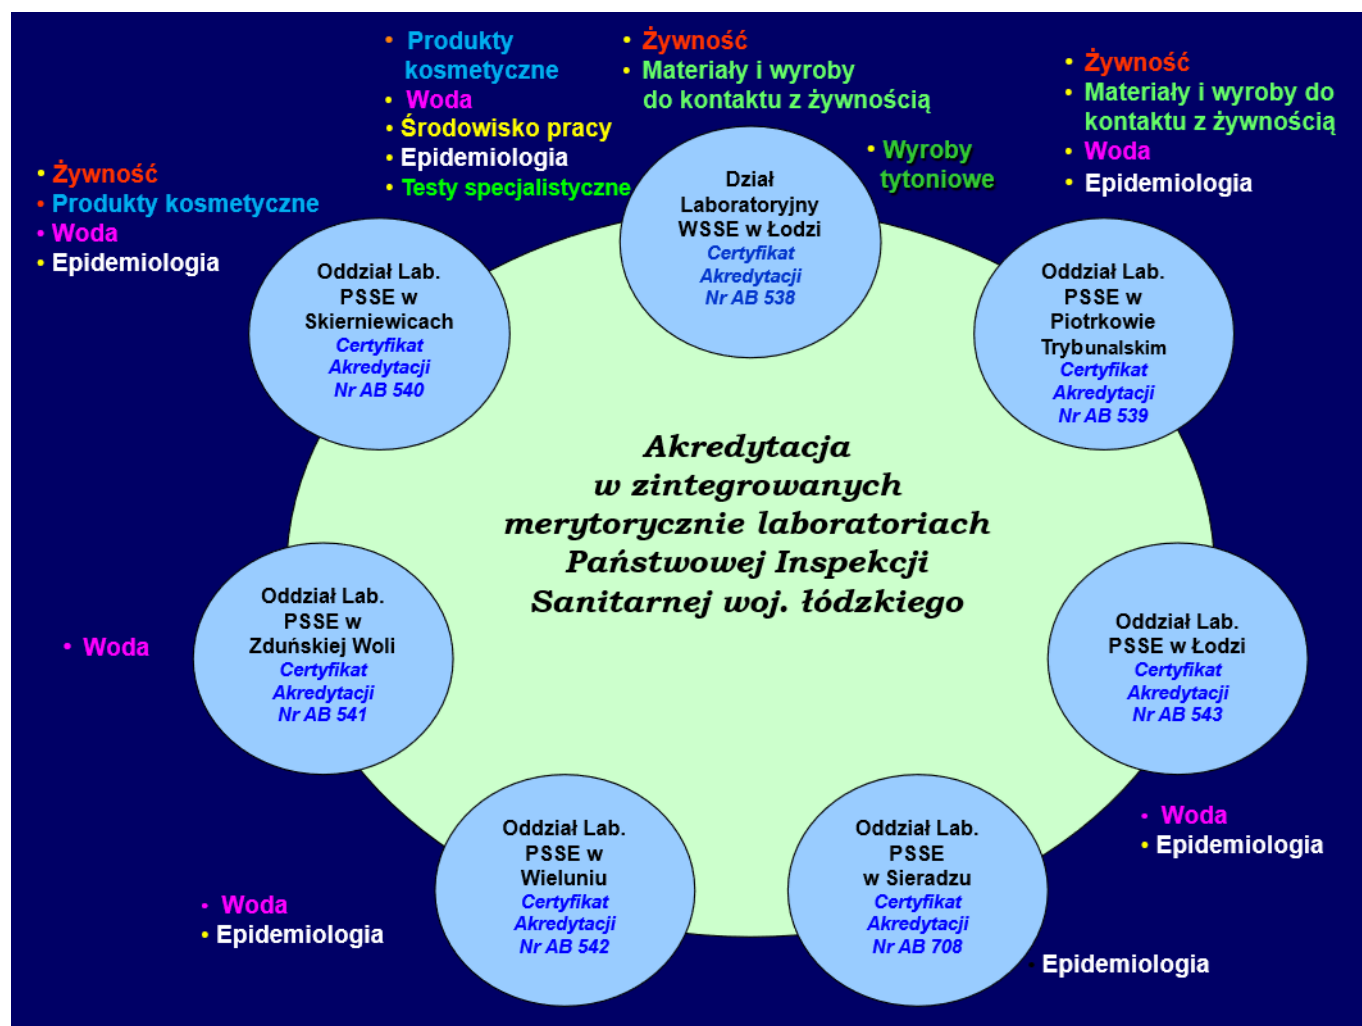 • Produkty
kosmetyczne
• Woda
• Środowisko pracy
• Epidemiologia
• Testy specjalistyczne
• Żywność
• Materiały i wyroby
do kontaktu z żywnością
• Wyroby
tytoniowe
• Żywność
• Materiały i wyroby do
kontaktu z żywnością
• Woda
• Epidemiologia
• Żywność
• Produkty kosmetyczne
• Woda
• Epidemiologia
Dział
Laboratoryjny
WSSE w Łodzi
Certyfikat
Akredytacji
Nr AB 538
Oddział Lab.
PSSE w
Skierniewicach
Certyfikat
Akredytacji
Nr AB 540
Oddział Lab.
PSSE w
Piotrkowie
Trybunalskim
Certyfikat
Akredytacji
Nr AB 539
Akredytacja
w zintegrowanych
merytorycznie laboratoriach
Państwowej Inspekcji
Sanitarnej woj. łódzkiego
• Woda
Oddział Lab.
PSSE w
Zduńskiej Woli
Certyfikat
Akredytacji
Nr AB 541
Oddział Lab.
PSSE w Łodzi
Certyfikat
Akredytacji
Nr AB 543
• Woda
• Epidemiologia
Oddział Lab.
PSSE w
Wieluniu
Certyfikat
Akredytacji
Nr AB 542
• Woda
• Epidemiologia
Oddział Lab.
PSSE
w Sieradzu
Certyfikat
Akredytacji
Nr AB 708
• Epidemiologia